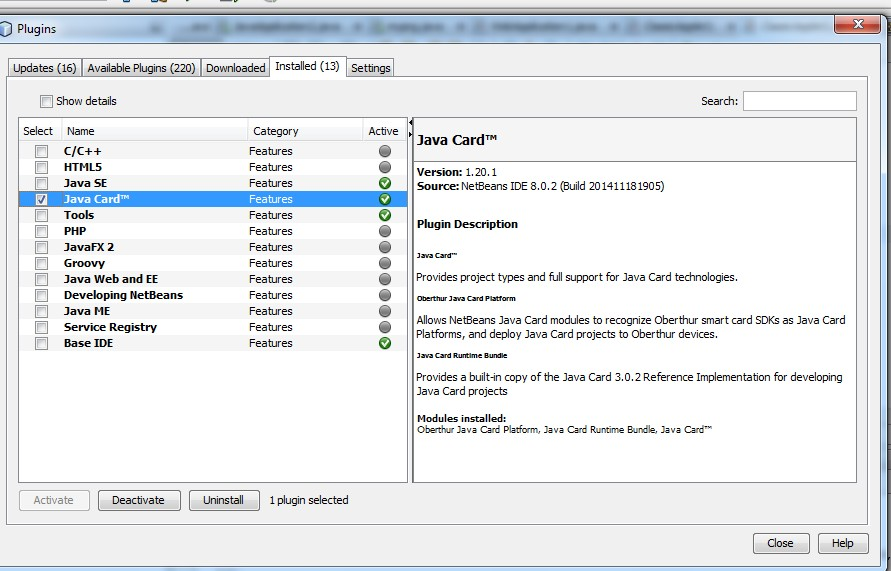 Plugins
Updates (16)
Available Plugins (220)
Downloaded
Installed (13)
Settings
Show details
Search:
Select Name Category Active
C/C++ Features
HTML5 Features
Java SE Features
Java Card™ Features
Tools Features
PHP Features
JavaFX 2 Features
Groovy Features
Java Web and EE Features
Developing NetBeans Features
Java ME Features
Service Registry Features
Base IDE Features
Java Card™
Version: 1.20.1
Source: NetBeans IDE 8.0.2 (Build 201411181905)
Plugin Description
Java Card™
Provides project types and full support for Java Card technologies.
Oberthur Java Card Platform
Allows NetBeans Java Card modules to recognize Oberthur smart card SDKs as Java Card
Platforms, and deploy Java Card projects to Oberthur devices.
Java Card Runtime Bundle
Provides a built-in copy of the Java Card 3.0.2 Reference Implementation for developing
Java Card projects
Modules installed:
Oberthur Java Card Platform, Java Card Runtime Bundle, Java Card™
Activate
Deactivate
Uninstall
1 plugin selected
Close
Help